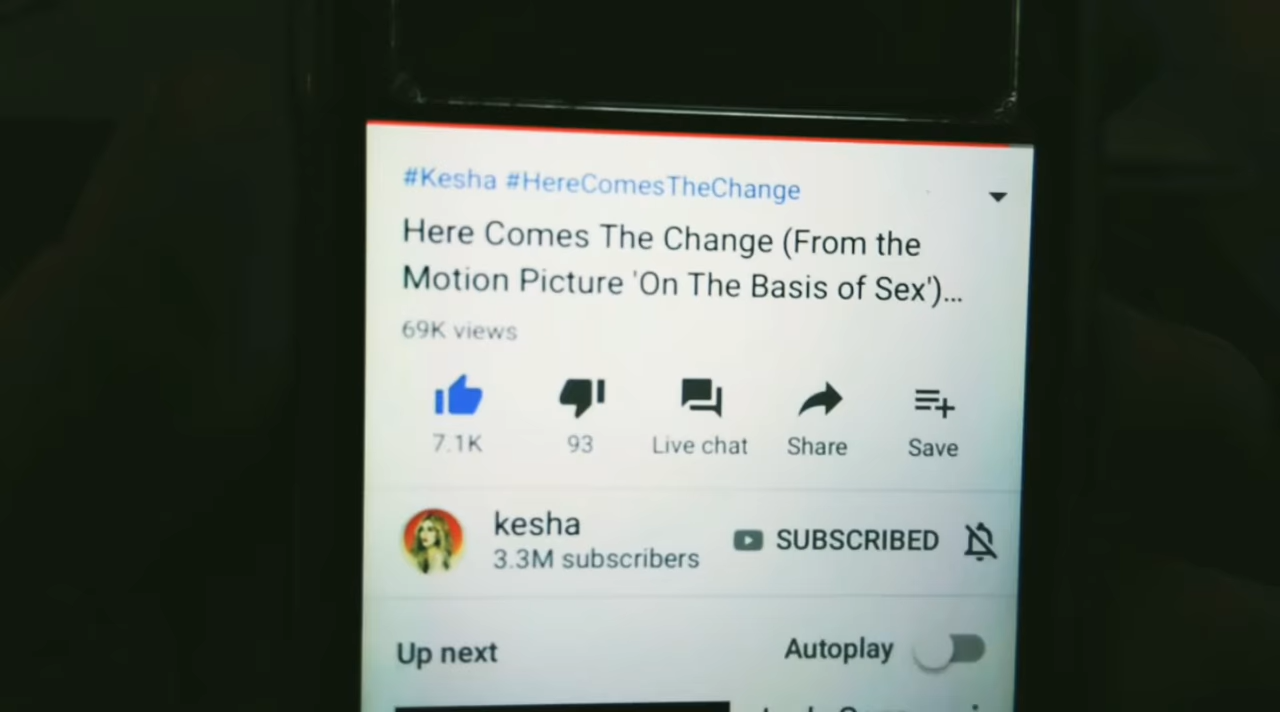 #Kesha #HereComesTheChange
Here Comes The Change (From the
Motion Picture 'On The Basis of Sex')...
69K views
7.1K 93 Live chat Share Save
kesha
3.3M subscribers
SUBSCRIBED
Up next
Autoplay